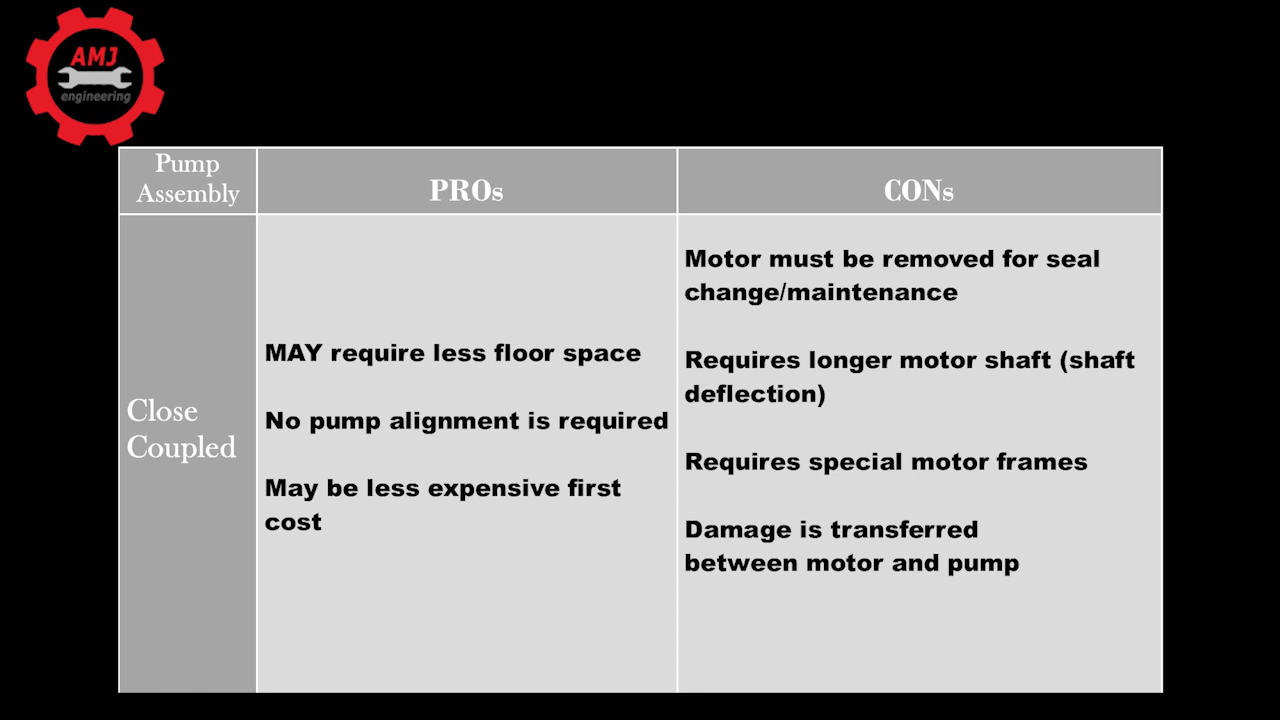 AMJ
engineering
Pump
Assembly
PROs
CONs
Close
Coupled
MAY require less floor space
No pump alignment is required
May be less expensive first
cost
Motor must be removed for seal
change/maintenance
Requires longer motor shaft (shaft
deflection)
Requires special motor frames
Damage is transferred
between motor and pump